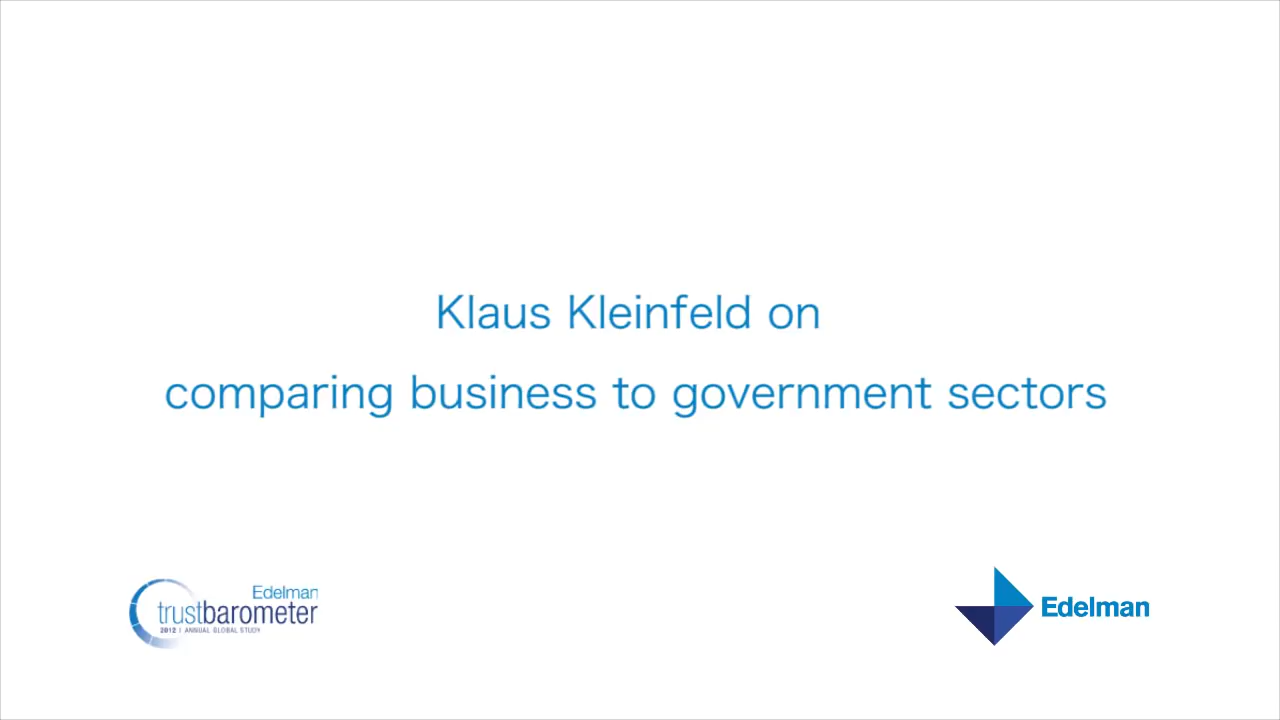 Klaus Kleinfeld on
comparing business to government sectors
Edelman
trustbarometer
2012 | ANNUAL GLOBAL STUDY
Edelman